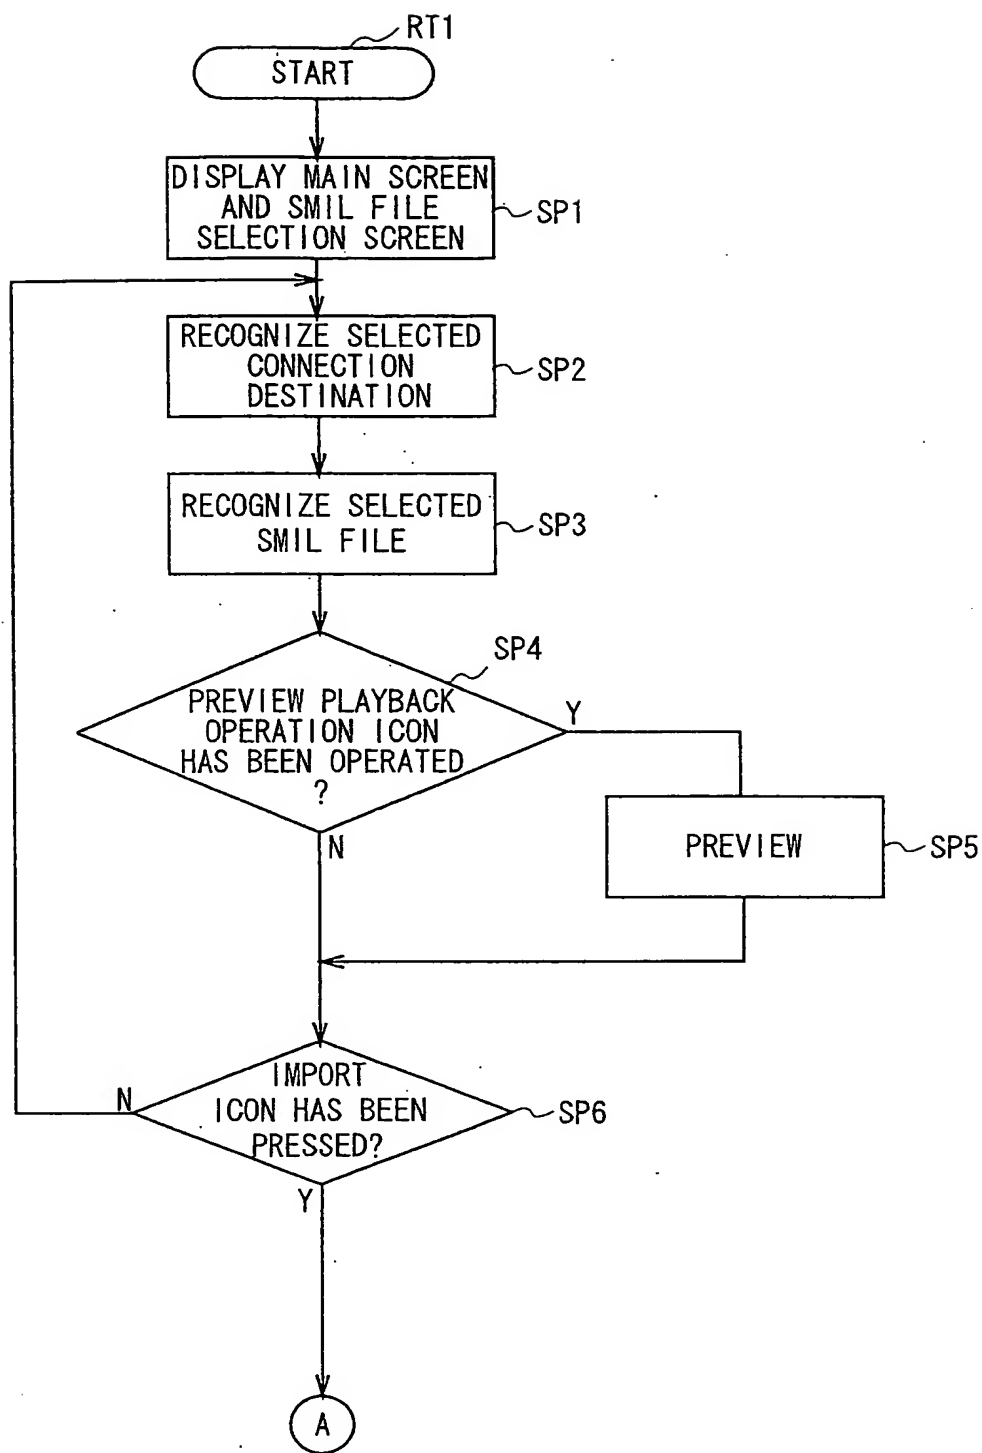 RT1
START
DISPLAY MAIN SCREEN
AND SMIL FILE
SELECTION SCREEN
SP1
RECOGNIZE SELECTED
CONNECTION
DESTINATION
SP2
RECOGNIZE SELECTED
SMIL FILE
SP3
SP4
PREVIEW PLAYBACK
OPERATION ICON
HAS BEEN OPERATED
?
Y
N
PREVIEW
SP5
IMPORT
ICON HAS BEEN
PRESSED?
N
SP6
Y
A